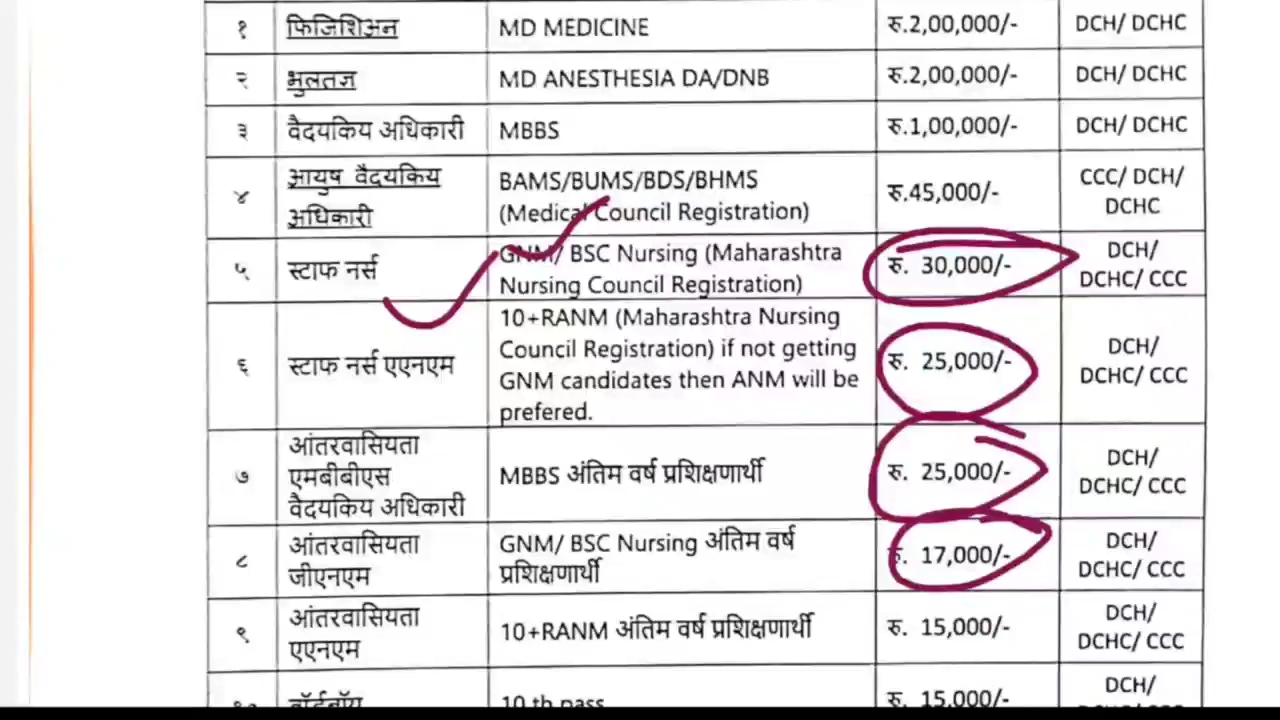 १ फिजिशिअन MD MEDICINE रु.2,00,000/- DCH/ DCHC
२ भुलतज्ञ MD ANESTHESIA DA/DNB रु.2,00,000/- DCH/ DCHC
३ वैदयकिय अधिकारी MBBS रु.1,00,000/- DCH/ DCHC
४ आयुष वैदयकिय
अधिकारी
BAMS/BUMS/BDS/BHMS
(Medical Council Registration)
रु.45,000/-
CCC/ DCH/
DCHC
५ स्टाफ नर्स
GNM/ BSC Nursing (Maharashtra
Nursing Council Registration)
रु. 30,000/-
DCH/
DCHC/ CCC
६ स्टाफ नर्स एएनएम
10+RANM (Maharashtra Nursing
Council Registration) if not getting
GNM candidates then ANM will be
prefered.
रु. 25,000/-
DCH/
DCHC/ CCC
७ आंतरवासियता
एमबीबीएस
वैदयकिय अधिकारी
MBBS अंतिम वर्ष प्रशिक्षणार्थी
रु. 25,000/-
DCH/
DCHC/ CCC
८ आंतरवासियता
जीएनएम
GNM/ BSC Nursing अंतिम वर्ष
प्रशिक्षणार्थी
रु. 17,000/-
DCH/
DCHC/ CCC
९ आंतरवासियता
एएनएम
10+RANM अंतिम वर्ष प्रशिक्षणार्थी
रु. 15,000/-
DCH/
DCHC/ CCC
वॉर्डबॉय 10 th pass रु. 15,000/-
DCH/